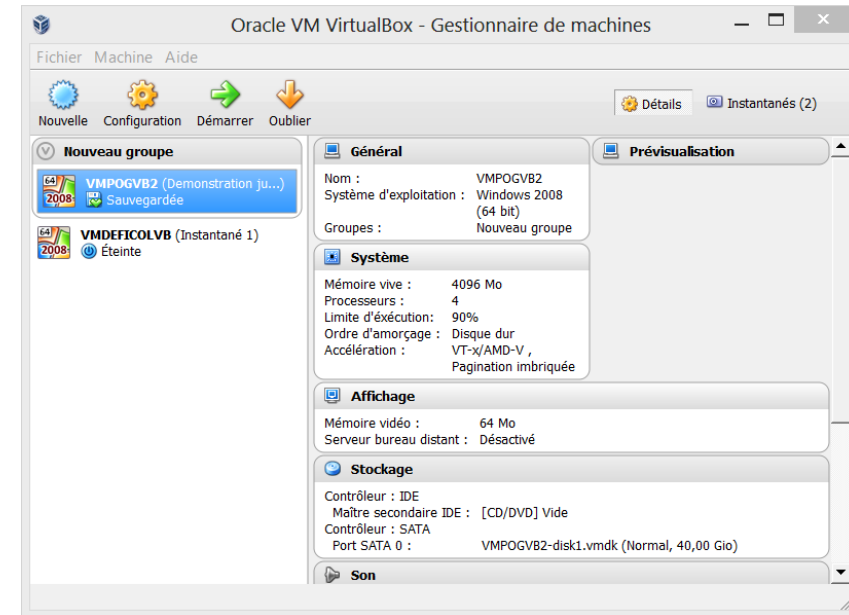 Oracle VM VirtualBox - Gestionnaire de machines
Fichier Machine Aide
Nouvelle Configuration Démarrer Oublier
Détails Instantanés (2)
Nouveau groupe
64 2008
VMPOGVB2 (Demonstration ju...)
Sauvegardée
64 2008
VMDEFICOLVB (Instantané 1)
Éteinte
Général
Nom : VMPOGVB2
Système d'exploitation : Windows 2008
(64 bit)
Groupes : Nouveau groupe
Prévisualisation
Système
Mémoire vive : 4096 Mo
Processeurs : 4
Limite d'éxécution: 90%
Ordre d'amorçage : Disque dur
Accélération : VT-x/AMD-V ,
Pagination imbriquée
Affichage
Mémoire vidéo : 64 Mo
Serveur bureau distant : Désactivé
Stockage
Contrôleur : IDE
Maître secondaire IDE : [CD/DVD] Vide
Contrôleur : SATA
Port SATA 0 : VMPOGVB2-disk1.vmdk (Normal, 40,00 Gio)
Son